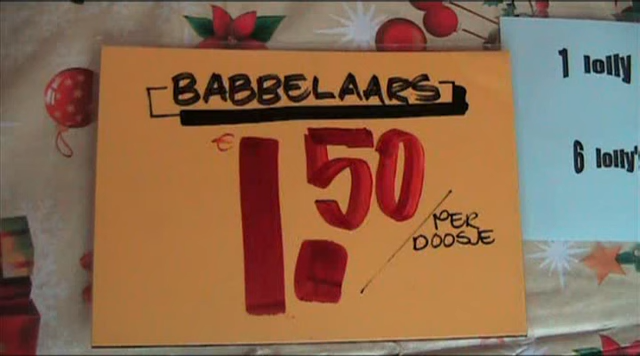 BABBELAARS
€ 1.50
/PER
DOOSJE
1 lolly
6 lolly's